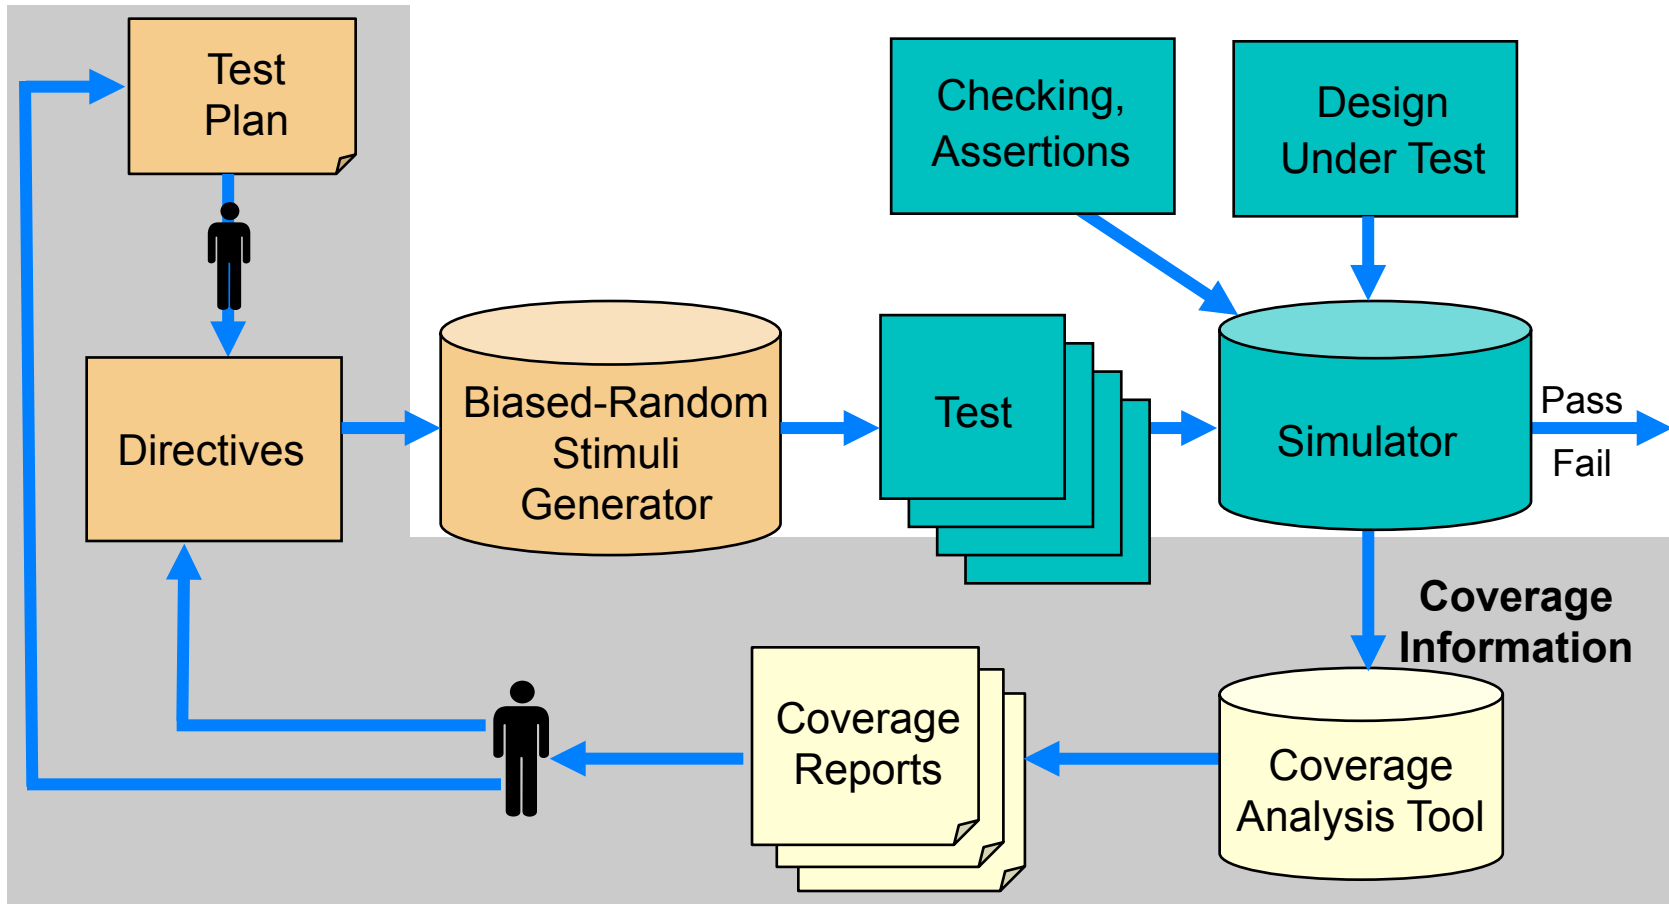 Test
Plan
Checking,
Assertions
Design
Under Test
Directives
Biased-Random
Stimuli
Generator
Test
Simulator
Pass
Fail
Coverage
Information
Coverage
Reports
Coverage
Analysis Tool